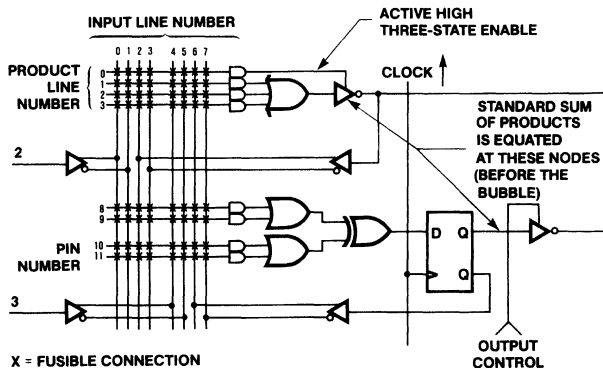 INPUT LINE NUMBER
0 1 2 3 4 5 6 7
ACTIVE HIGH
THREE-STATE ENABLE
PRODUCT
LINE
NUMBER
0
1
2
3
CLOCK
STANDARD SUM
OF PRODUCTS
IS EQUATED
AT THESE NODES
(BEFORE THE
BUBBLE)
2
8
9
PIN
NUMBER
10
11
D Q
Q
3
OUTPUT
CONTROL
X = FUSIBLE CONNECTION